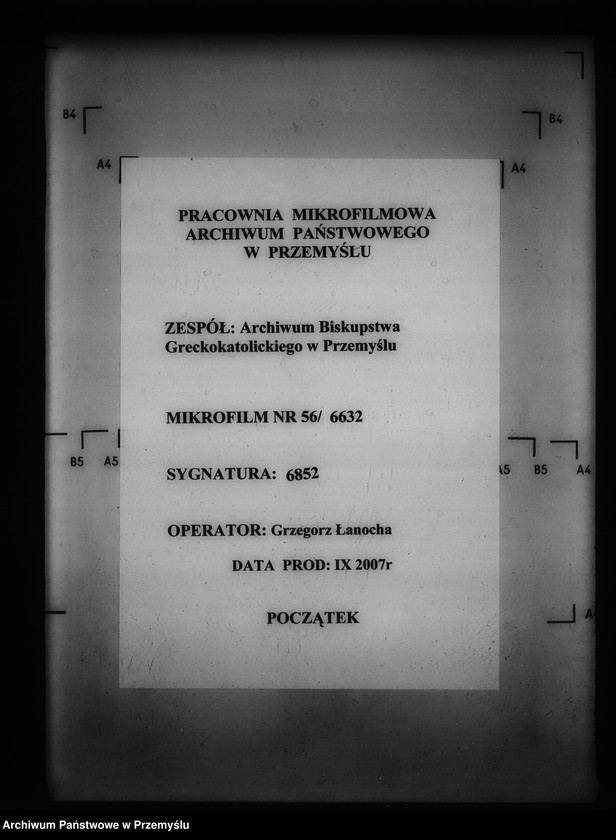 B4
B4
A4
A4
PRACOWNIA MIKROFILMOWA
ARCHIWUM PAŃSTWOWEGO
W PRZEMYŚLU
ZESPÓŁ: Archiwum Biskupstwa
Greckokatolickiego w Przemyślu
MIKROFILM NR 56/ 6632
B5 A5
A5 B5 A4
SYGNATURA: 6852
OPERATOR: Grzegorz Łanocha
DATA PROD: IX 2007r
POCZĄTEK
Archiwum Państwowe w Przemyślu